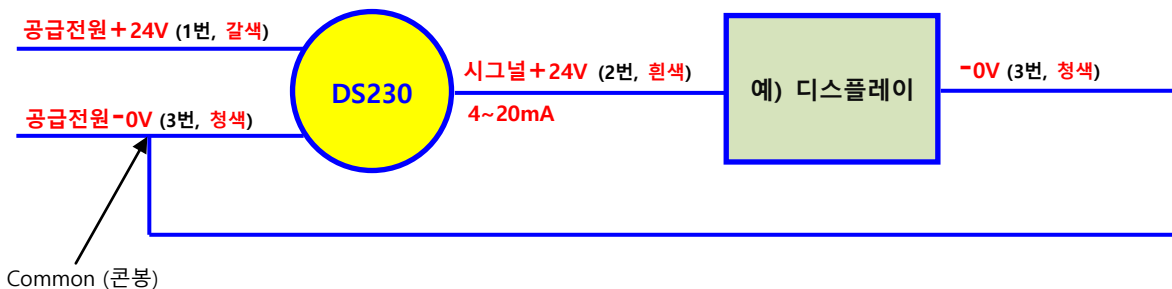 공급전원+24V (1번, 갈색)
시그널+24V (2번, 흰색)
-0V (3번, 청색)
DS230
예) 디스플레이
4~20mA
공급전원-0V (3번, 청색)
Common (콘봉)